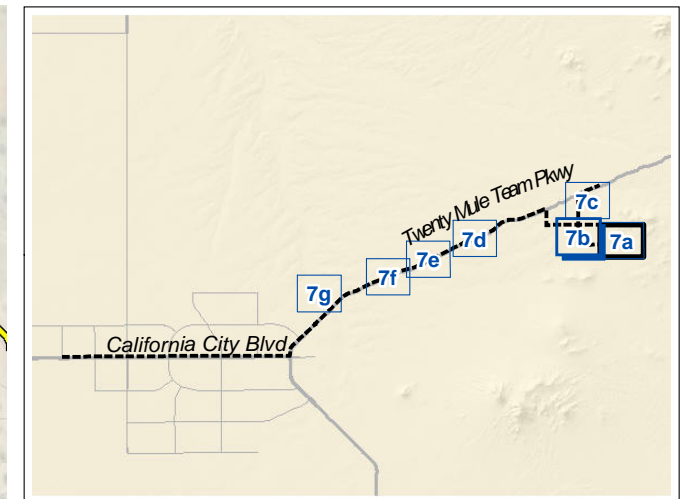 Twenty Mule Team Pkwy
7c
7b
7a
7d
7e
7f
7g
California City Blvd